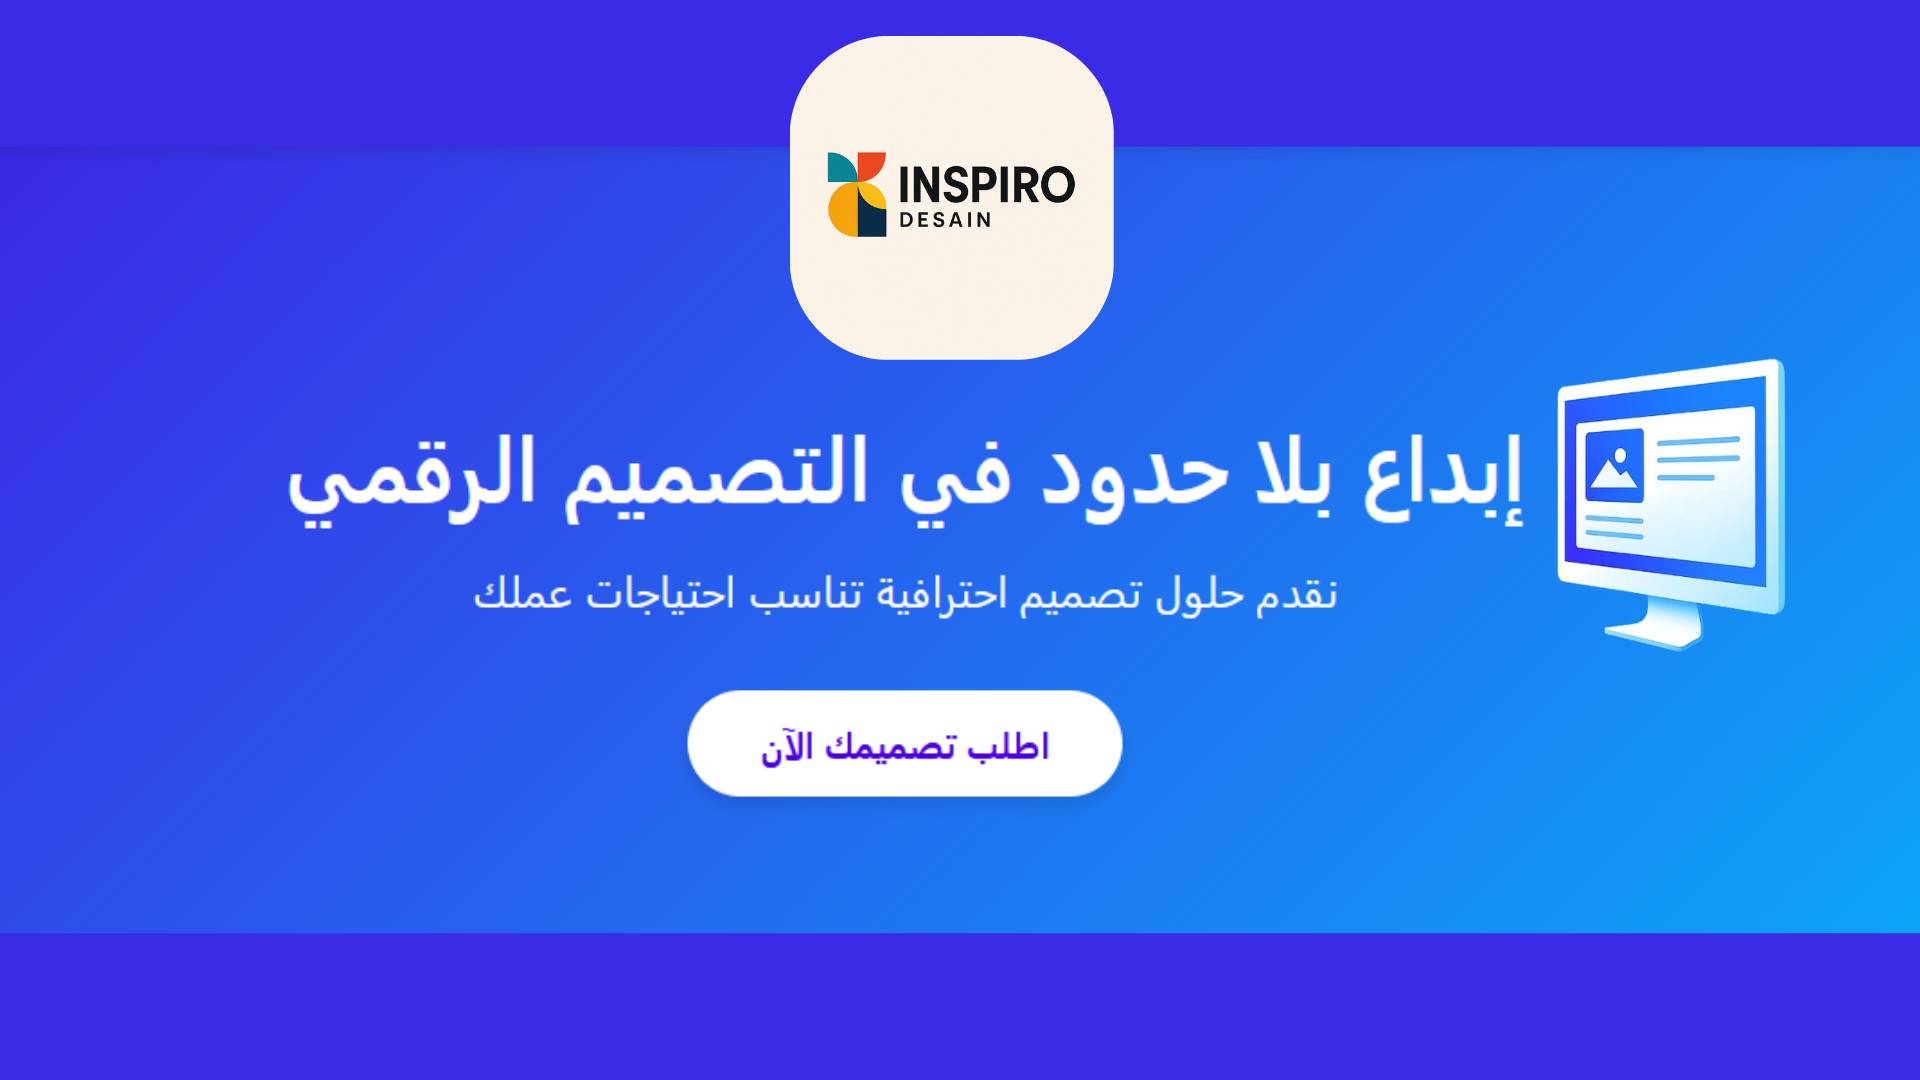 INSPIRO
DESAIN
إبداع بلا حدود في التصميم الرقمي
نقدم حلول تصميم احترافية تناسب احتياجات عملك
اطلب تصميمك الآن